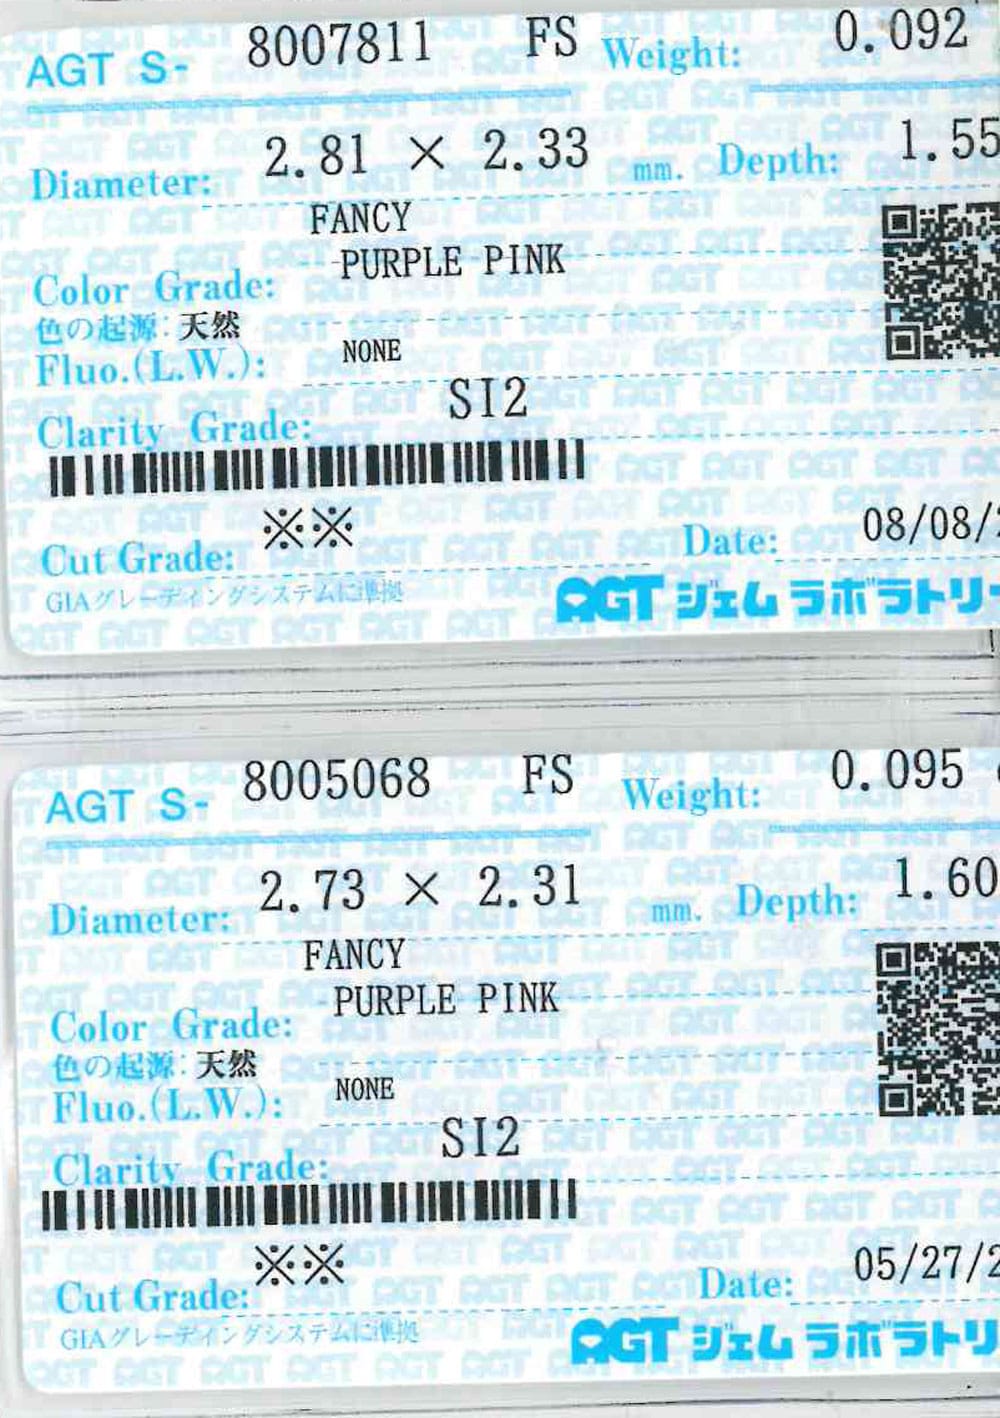 AGT S- 8007811 FS Weight: 0.092
Diameter: 2.81 × 2.33 mm. Depth: 1.55
FANCY
PURPLE PINK
Color Grade:
色の起源: 天然
Fluo.(L.W.): NONE
Clarity Grade: SI2
Cut Grade: ※※ Date: 08/08/
GIAグレーディングシステムに準拠
AGT ジェム ラボラトリー
AGT S- 8005068 FS Weight: 0.095
Diameter: 2.73 × 2.31 mm. Depth: 1.60
FANCY
PURPLE PINK
Color Grade:
色の起源: 天然
Fluo.(L.W.): NONE
Clarity Grade: SI2
Cut Grade: ※※ Date: 05/27/2
GIAグレーディングシステムに準拠
AGT ジェム ラボラトリ